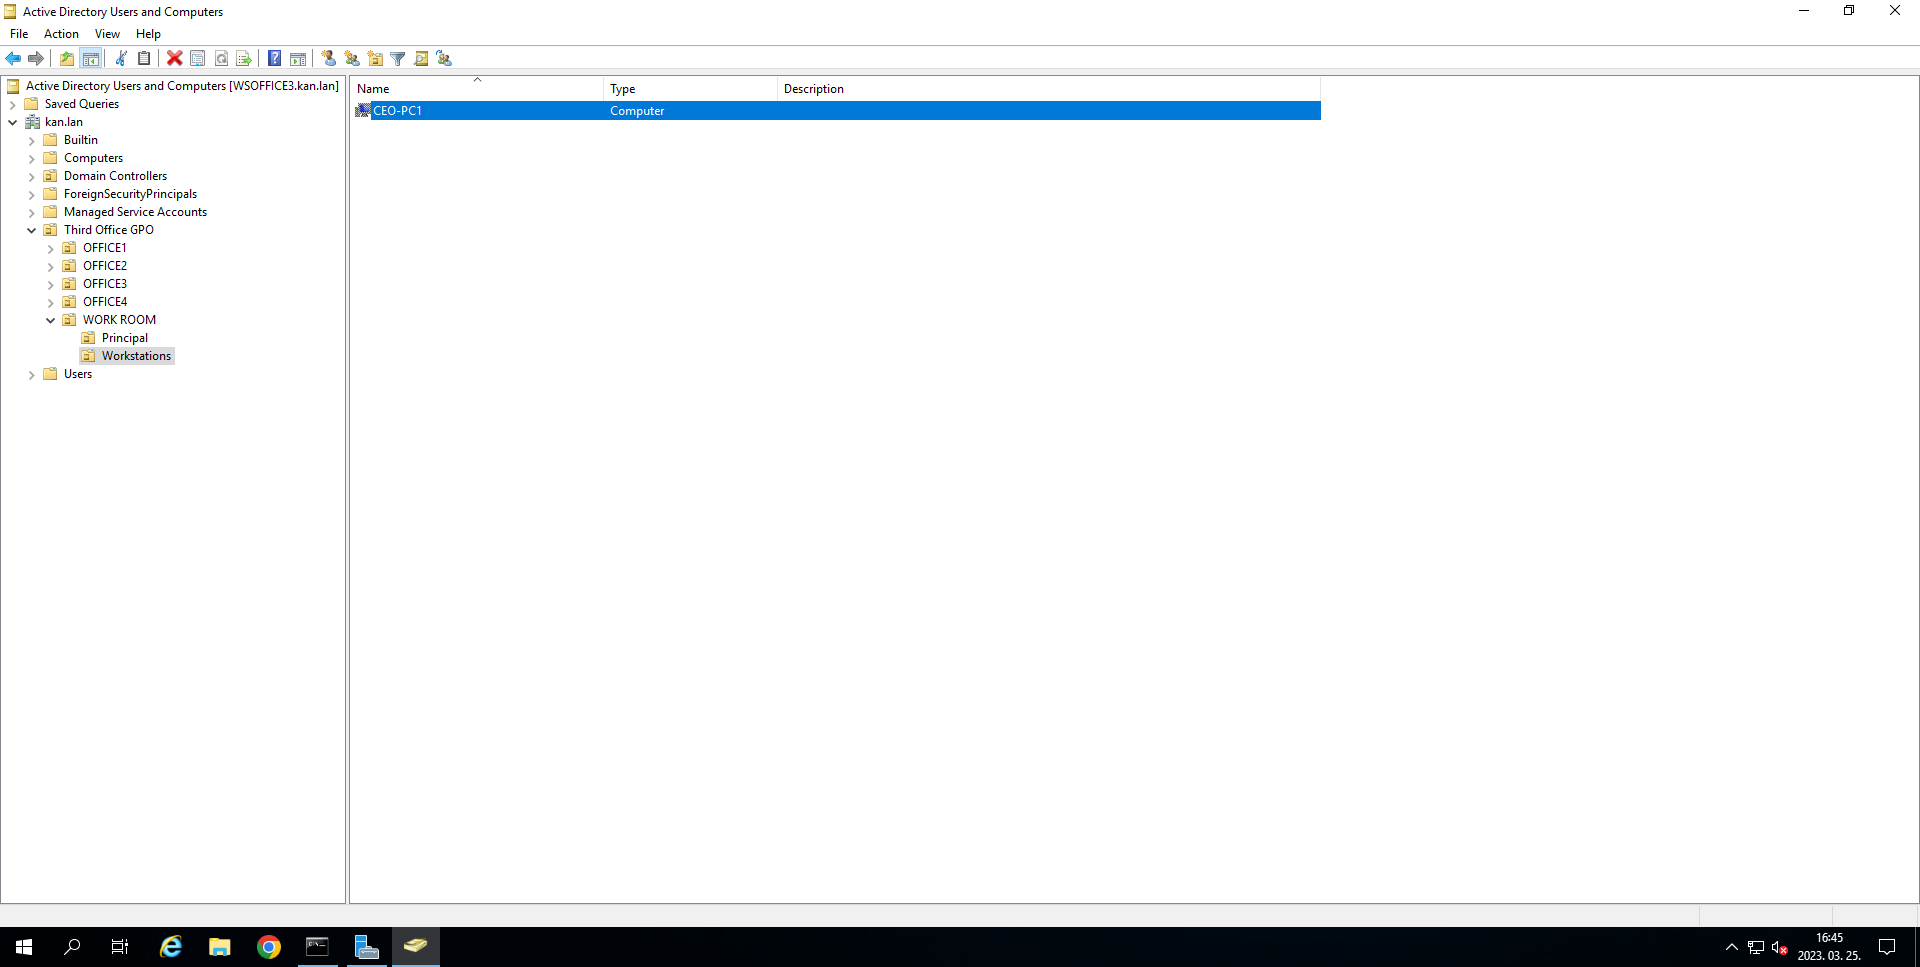 Active Directory Users and Computers
File Action View Help
Active Directory Users and Computers [WSOFFICE3.kan.lan]
Saved Queries
kan.lan
Builtin
Computers
Domain Controllers
ForeignSecurityPrincipals
Managed Service Accounts
Third Office GPO
OFFICE1
OFFICE2
OFFICE3
OFFICE4
WORK ROOM
Principal
Workstations
Users
Name Type Description
CEO-PC1 Computer
16:45
2023. 03. 25.